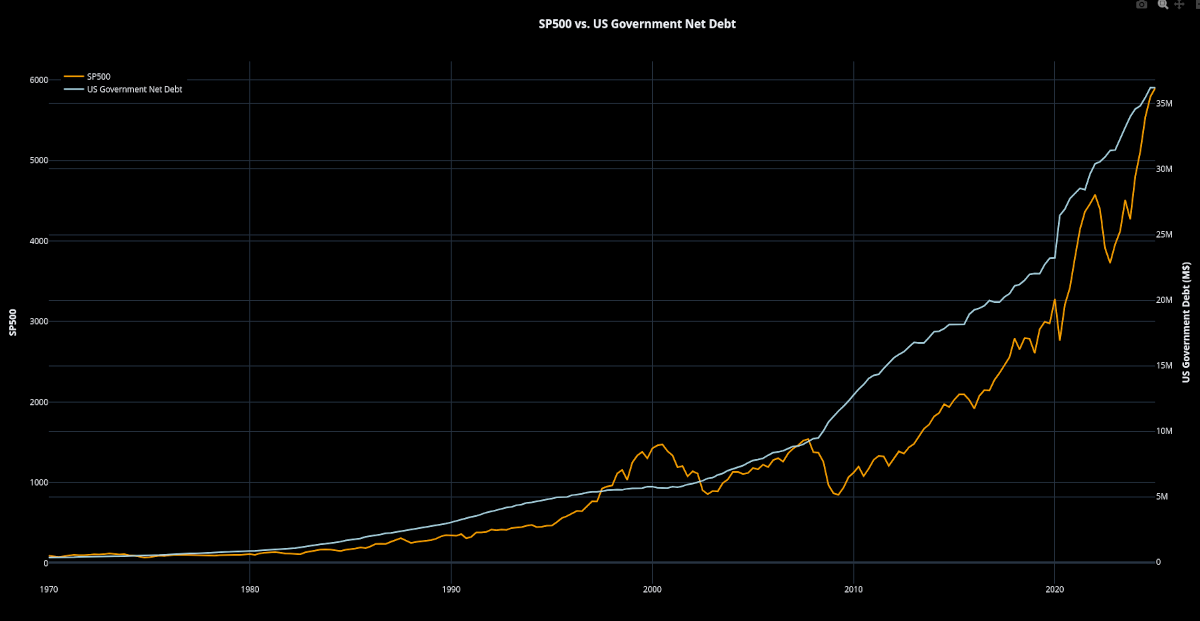 SP500 vs. US Government Net Debt
SP500
US Government Net Debt
6000
5000
4000
3000
2000
1000
0
SP500
35M
30M
25M
20M
15M
10M
5M
0
US Government Debt (M$)
1970
1980
1990
2000
2010
2020